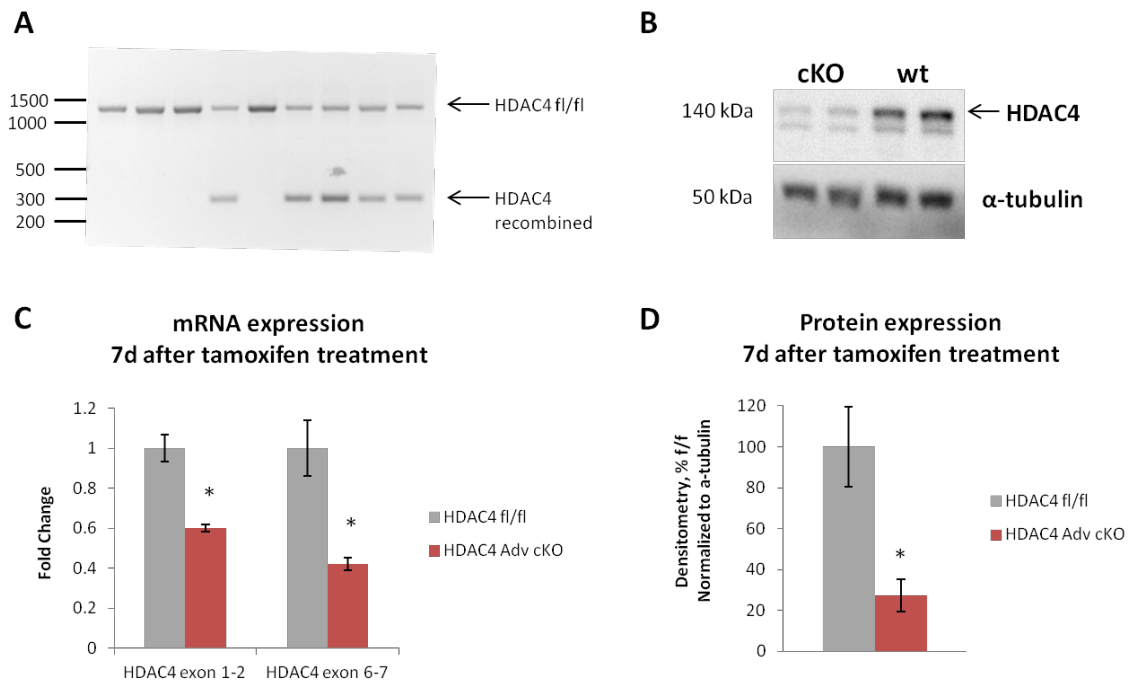 A
1500
1000
500
300
200
HDAC4 fl/fl
HDAC4
recombined
B
cKO wt
140 kDa
HDAC4
50 kDa
α-tubulin
C
mRNA expression
7d after tamoxifen treatment
Fold Change
1.2
1
0.8
0.6
0.4
0.2
0
*
*
HDAC4 exon 1-2
HDAC4 exon 6-7
HDAC4 fl/fl
HDAC4 Adv cKO
D
Protein expression
7d after tamoxifen treatment
Densitometry, % f/f
Normalized to a-tubulin
120
100
80
60
40
20
0
*
HDAC4 fl/fl
HDAC4 Adv cKO